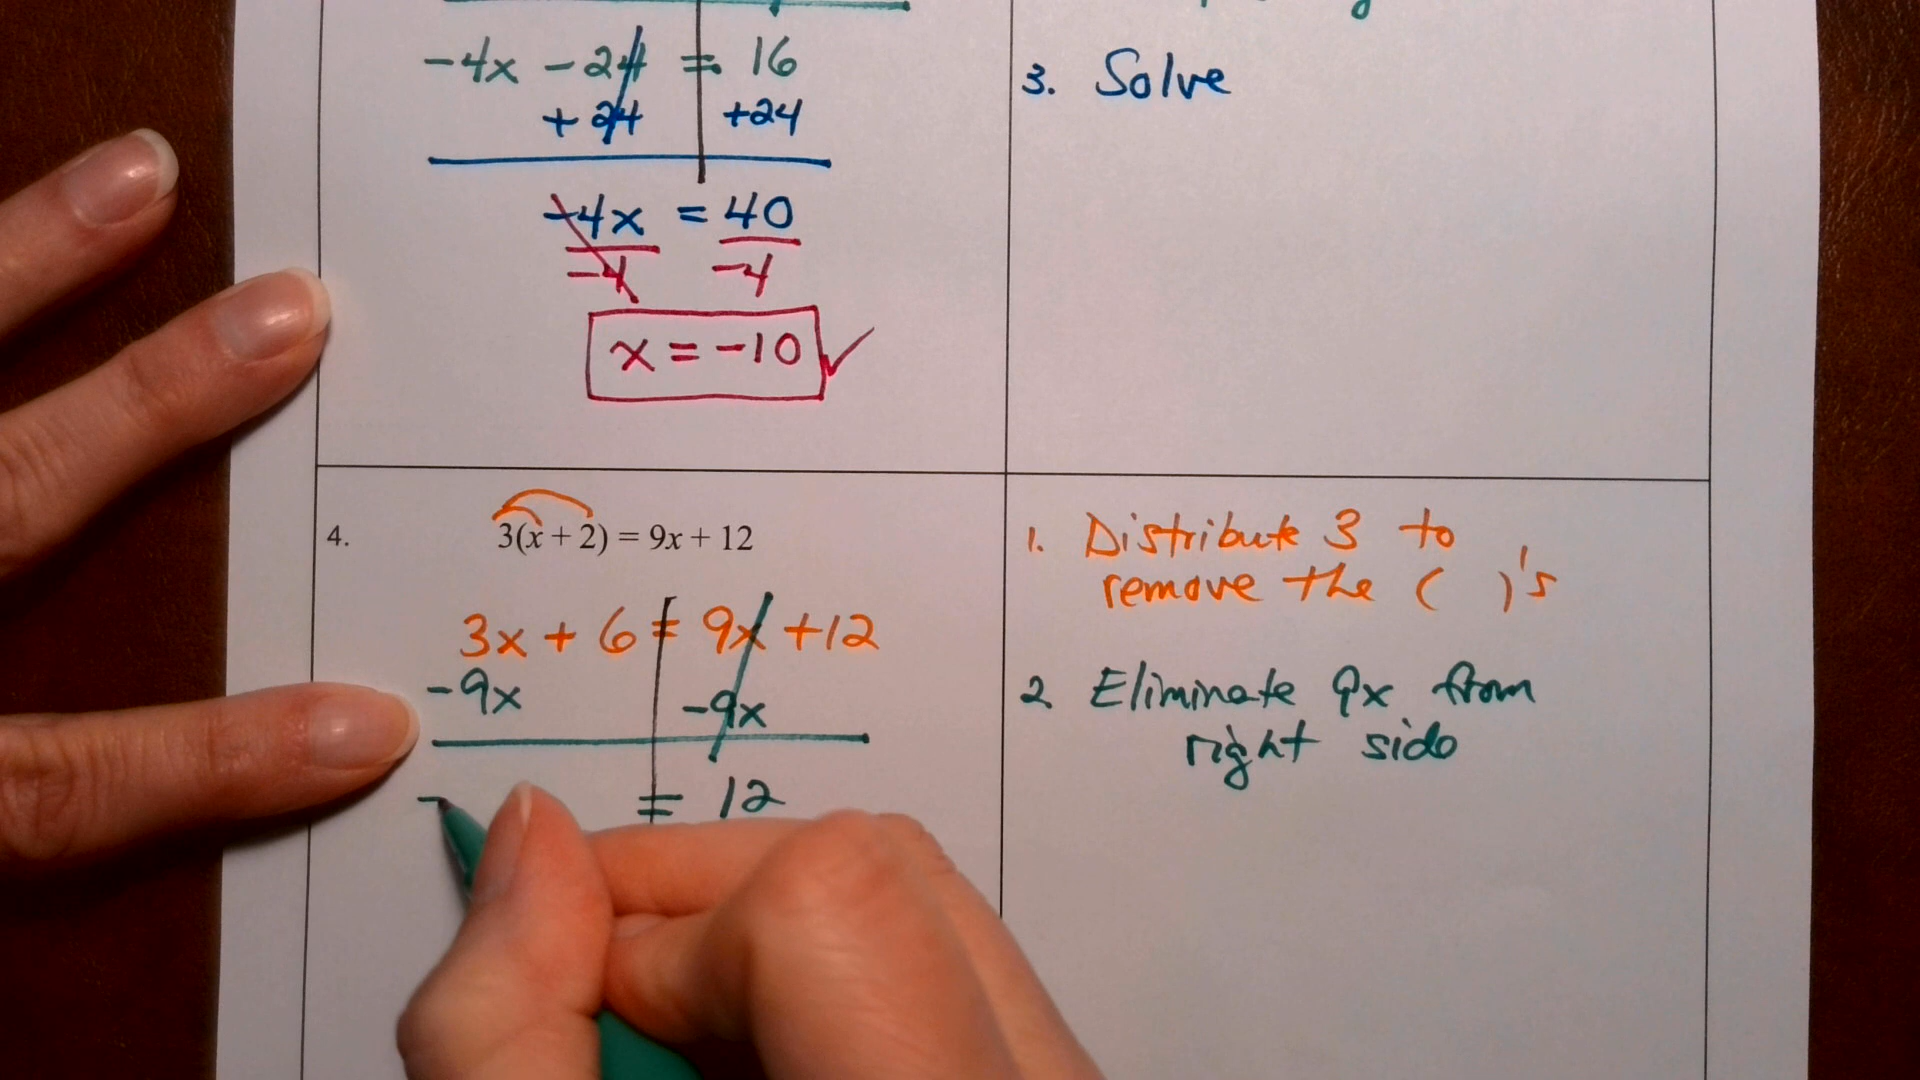 -4x - 24 = 16
+ 24 +24
3. Solve
-4x = 40
-4 -4
x = -10 ✓
4. 3(x + 2) = 9x + 12
1. Distribute 3 to
remove the ( )'s
3x + 6 = 9x + 12
-9x -9x
2 Eliminate 9x from
right side
- = 12